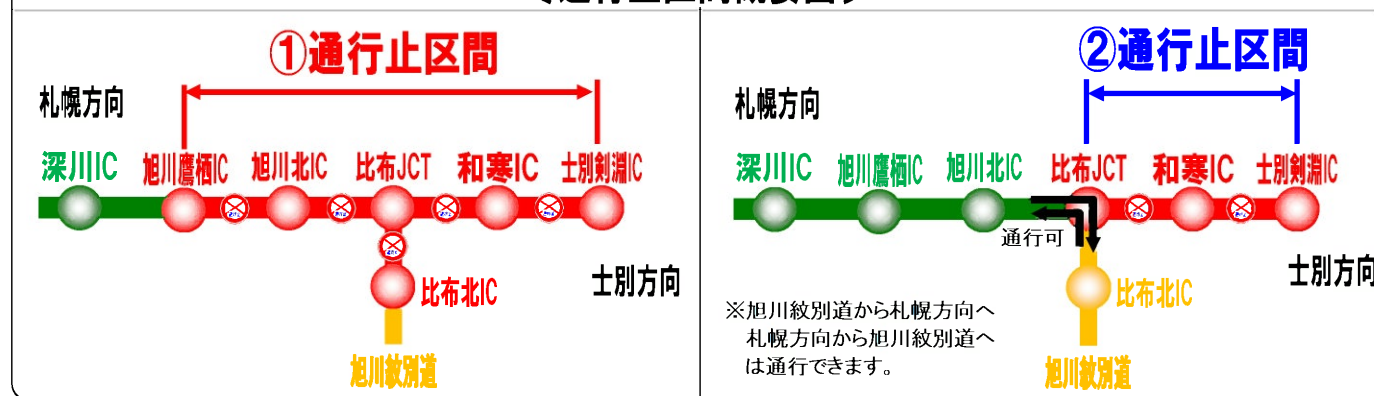 ①通行止区間
札幌方向
深川IC 旭川鷹栖IC 旭川北IC 比布JCT 和寒IC 士別剣淵IC
比布北IC
士別方向
旭川紋別道
②通行止区間
札幌方向
深川IC 旭川鷹栖IC 旭川北IC 比布JCT 和寒IC 士別剣淵IC
通行可
士別方向
比布北IC
※旭川紋別道から札幌方向へ
札幌方向から旭川紋別道へ
は通行できます。
旭川紋別道